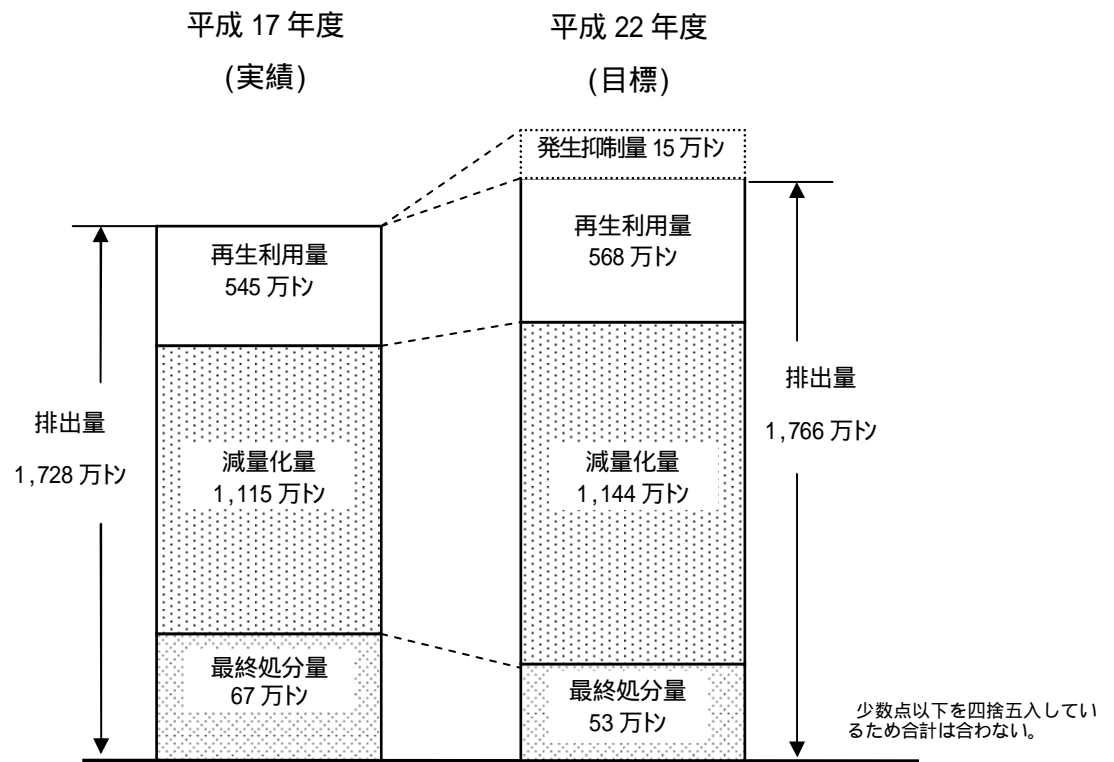 平成 17 年度
(実績)
平成 22 年度
(目標)
発生抑制量 15 万トン
再生利用量
545 万トン
再生利用量
568 万トン
排出量
1,728 万トン
排出量
1,766 万トン
減量化量
1,115 万トン
減量化量
1,144 万トン
最終処分量
67 万トン
最終処分量
53 万トン
少数点以下を四捨五入してい
るため合計は合わない。